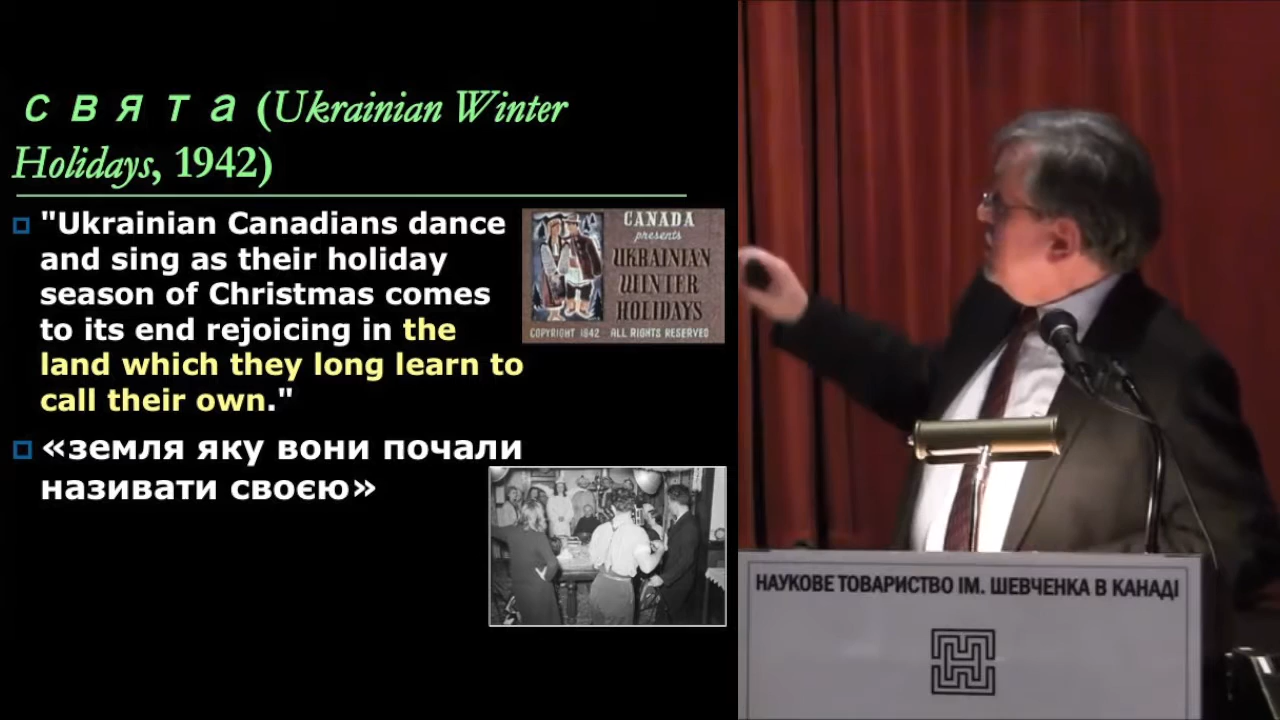 свята (Ukrainian Winter
Holidays, 1942)
"Ukrainian Canadians dance
and sing as their holiday
season of Christmas comes
to its end rejoicing in the
land which they long learn to
call their own."
«земля яку вони почали
називати своєю»
CANADA
presents
UKRAINIAN
WINTER
HOLIDAYS
COPYRIGHT 1942 ALL RIGHTS RESERVED
НАУКОВЕ ТОВАРИСТВО ІМ. ШЕВЧЕНКА В КАНАДІ